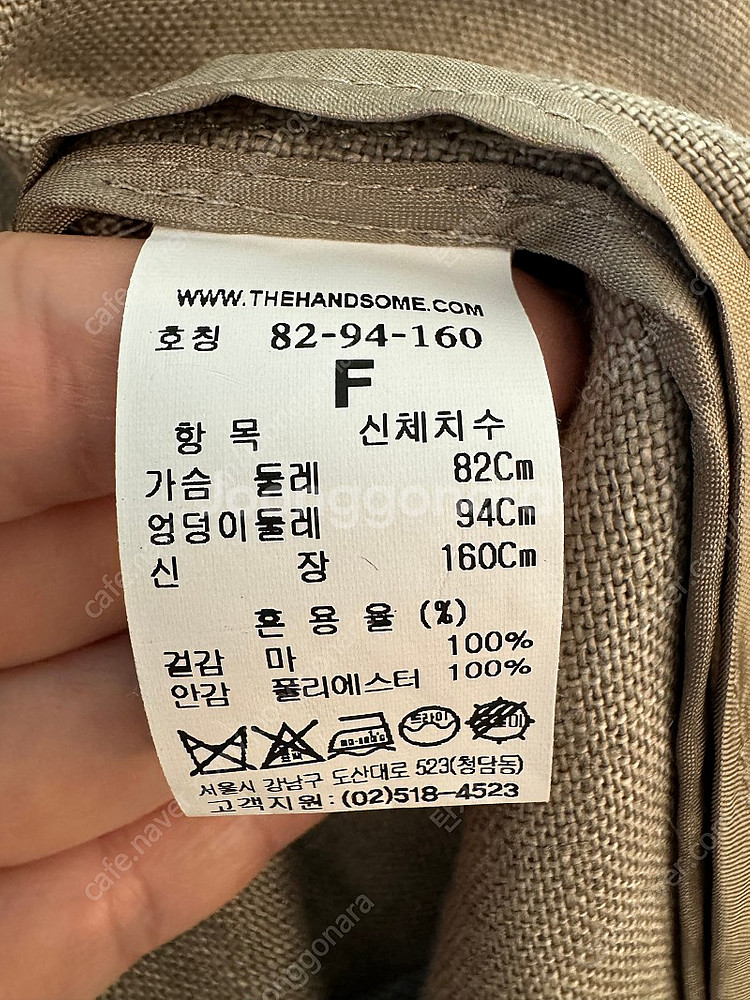 WWW.THEHANDSOME.COM
호칭 82-94-160
F
항 목 신체치수
가슴 둘레 82Cm
엉덩이둘레 94Cm
신 장 160Cm
혼 용 율 (%)
겉감 마 100%
안감 폴리에스터 100%
드라이
서울시 강남구 도산대로 523(청담동)
고객지원:(02)518-4523